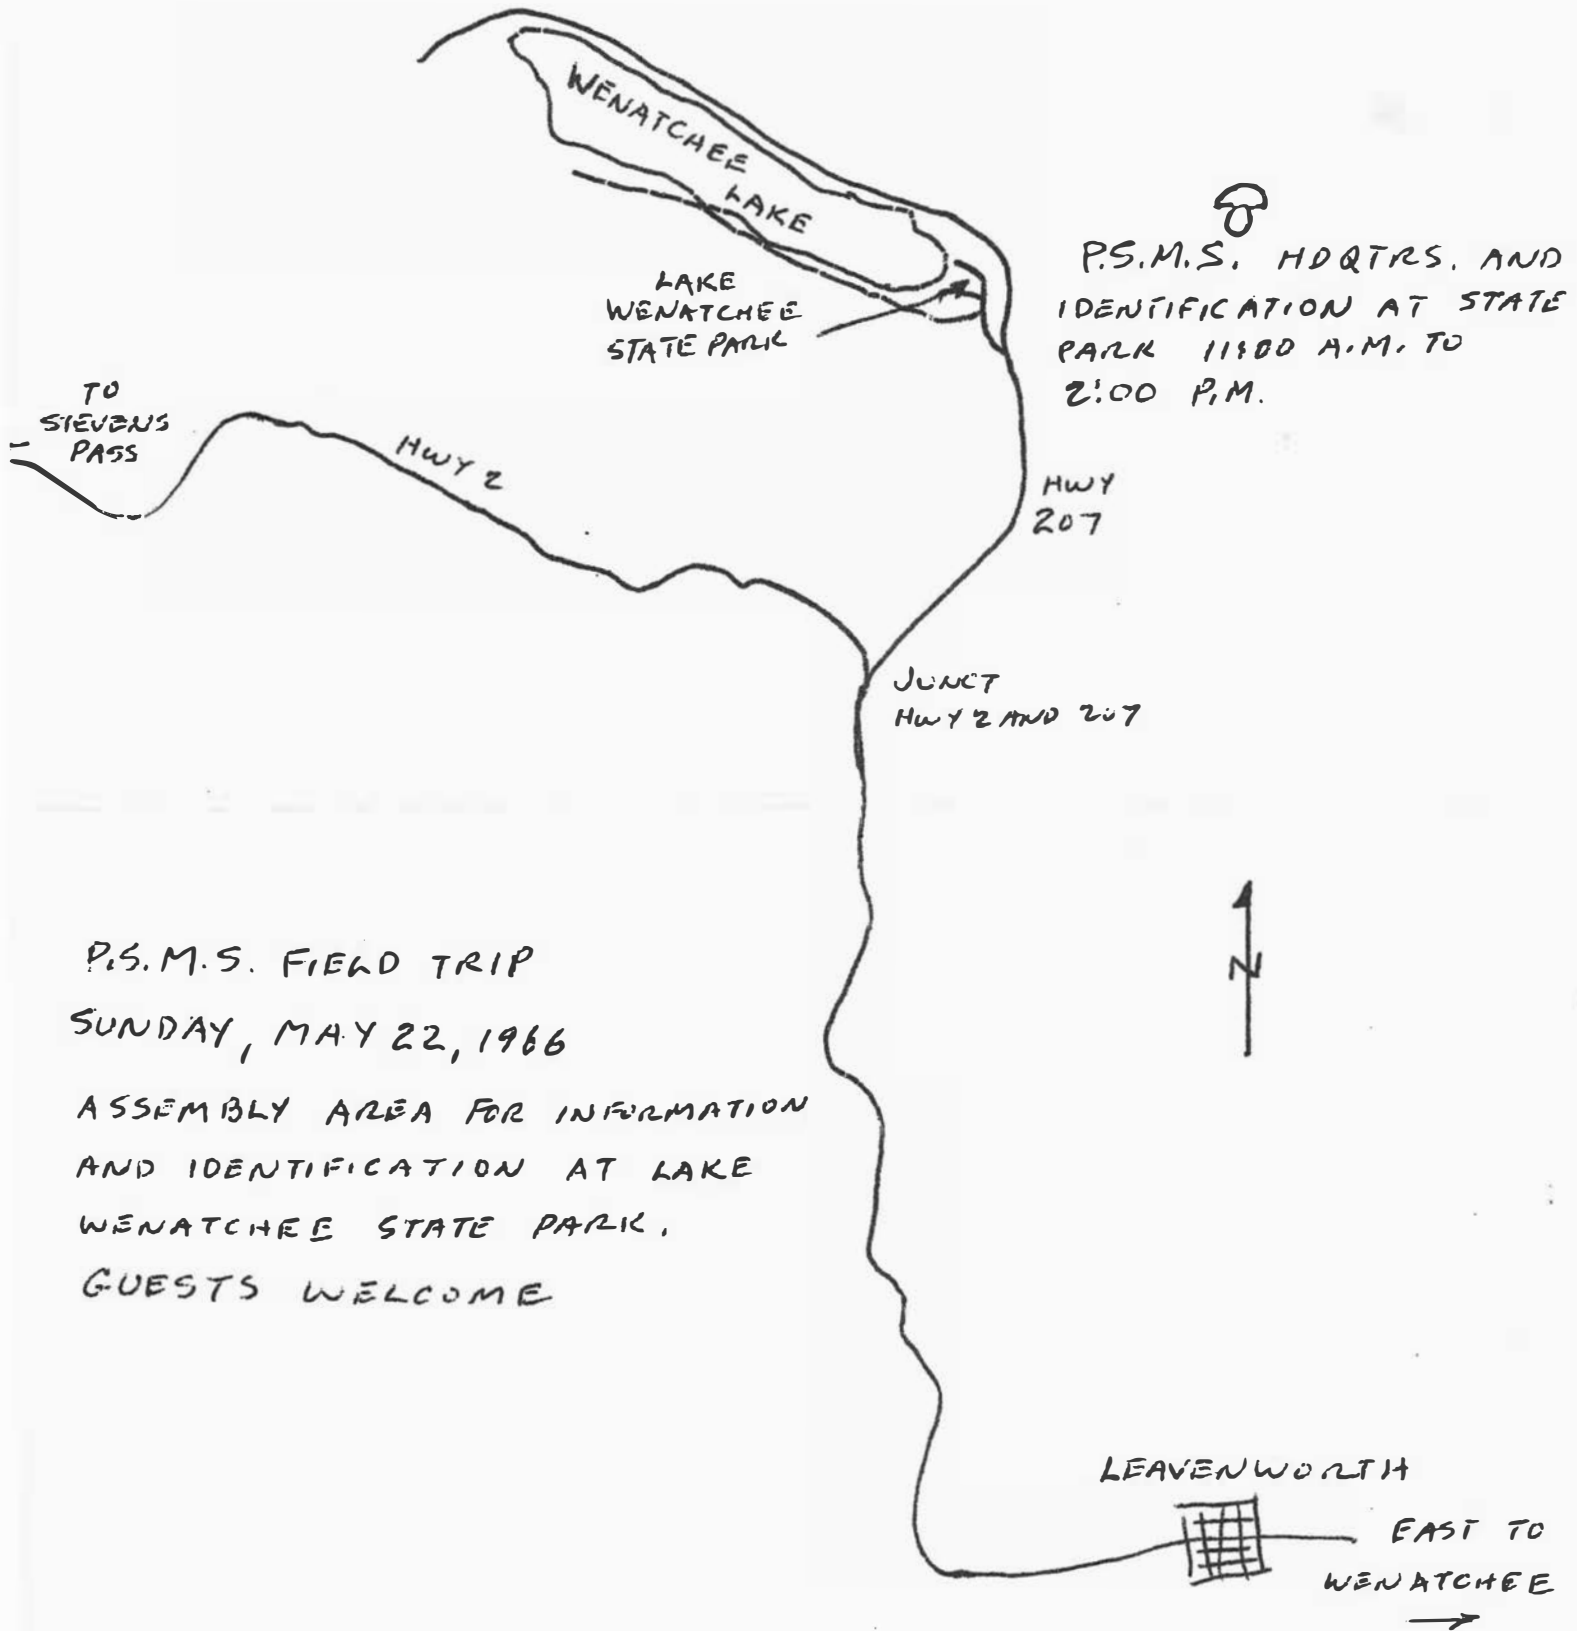 WENATCHEE
LAKE
LAKE
WENATCHEE
STATE PARK
P.S.M.S. HDQTRS. AND
IDENTIFICATION AT STATE
PARK 11:00 A.M. TO
2:00 P.M.
TO
STEVENS
PASS
HWY 2
HWY
207
JUNCT
HWY 2 AND 207
N
P.S.M.S. FIELD TRIP
SUNDAY, MAY 22, 1966
ASSEMBLY AREA FOR INFORMATION
AND IDENTIFICATION AT LAKE
WENATCHEE STATE PARK.
GUESTS WELCOME
LEAVENWORTH
EAST TO
WENATCHEE